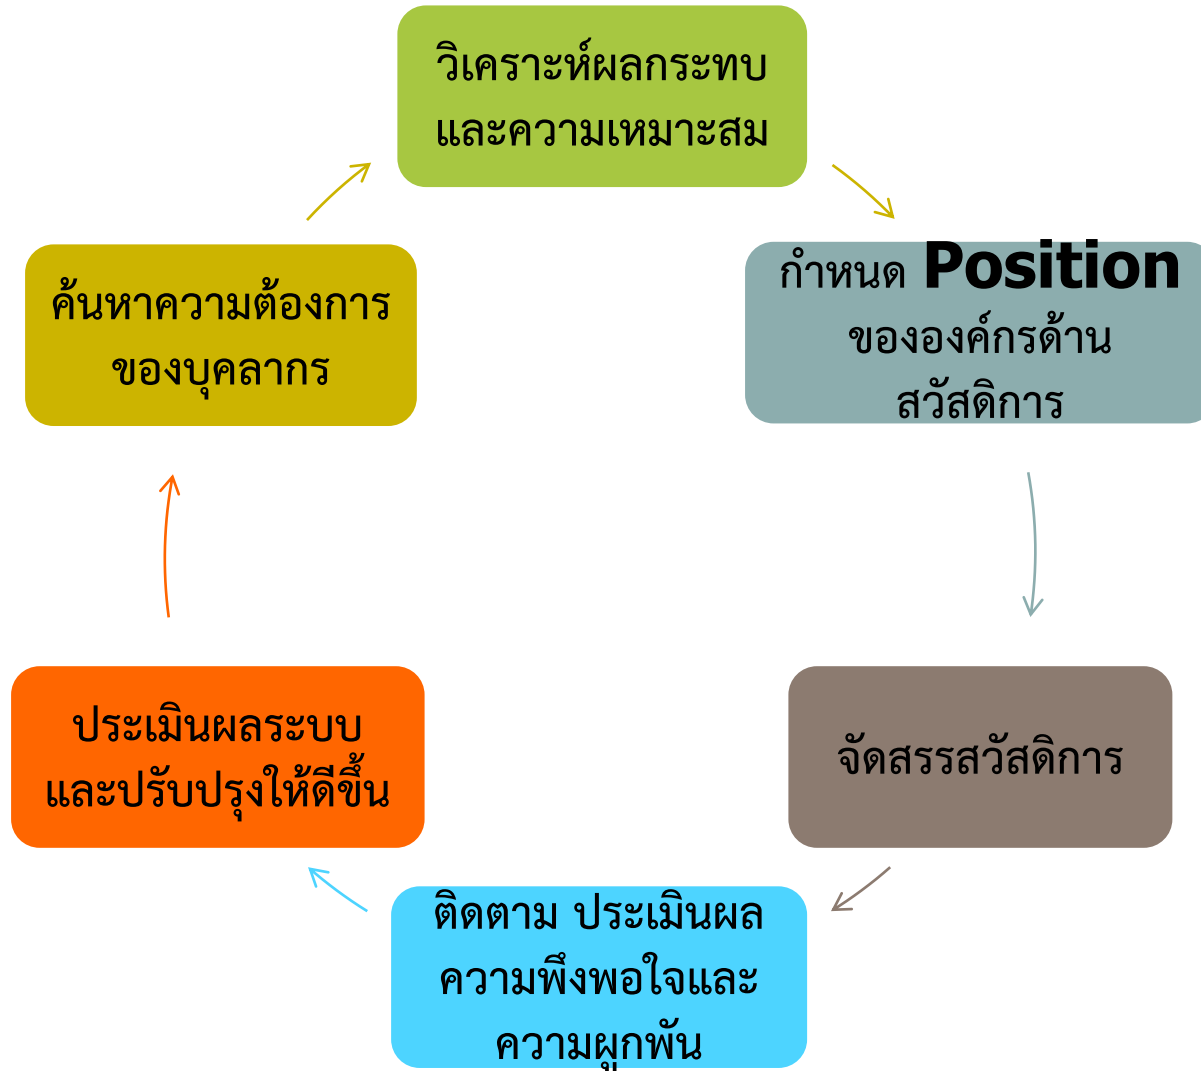 วิเคราะห์ผลกระทบ
และความเหมาะสม
ค้นหาความต้องการ
ของบุคลากร
กำหนด Position
ขององค์กรด้าน
สวัสดิการ
ประเมินผลระบบ
และปรับปรุงให้ดีขึ้น
จัดสรรสวัสดิการ
ติดตาม ประเมินผล
ความพึงพอใจและ
ความผูกพัน